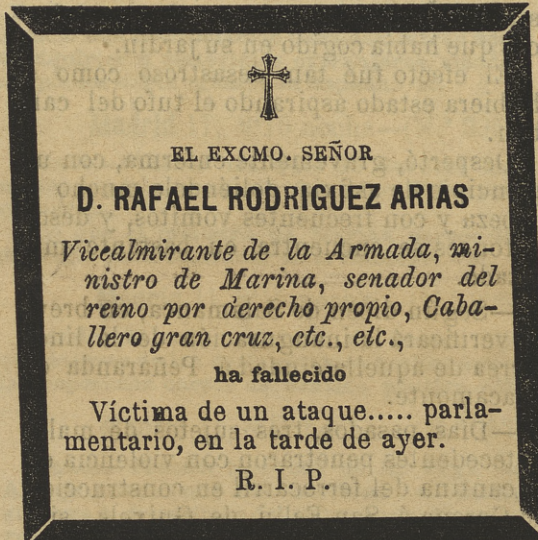 EL EXCMO. SEÑOR
D. RAFAEL RODRIGUEZ ARIAS
Vicealmirante de la Armada, mi-
nistro de Marina, senador del
reino por derecho propio, Caba-
llero gran cruz, etc., etc.,
ha fallecido
Víctima de un ataque..... parla-
mentario, en la tarde de ayer.
R. I. P.